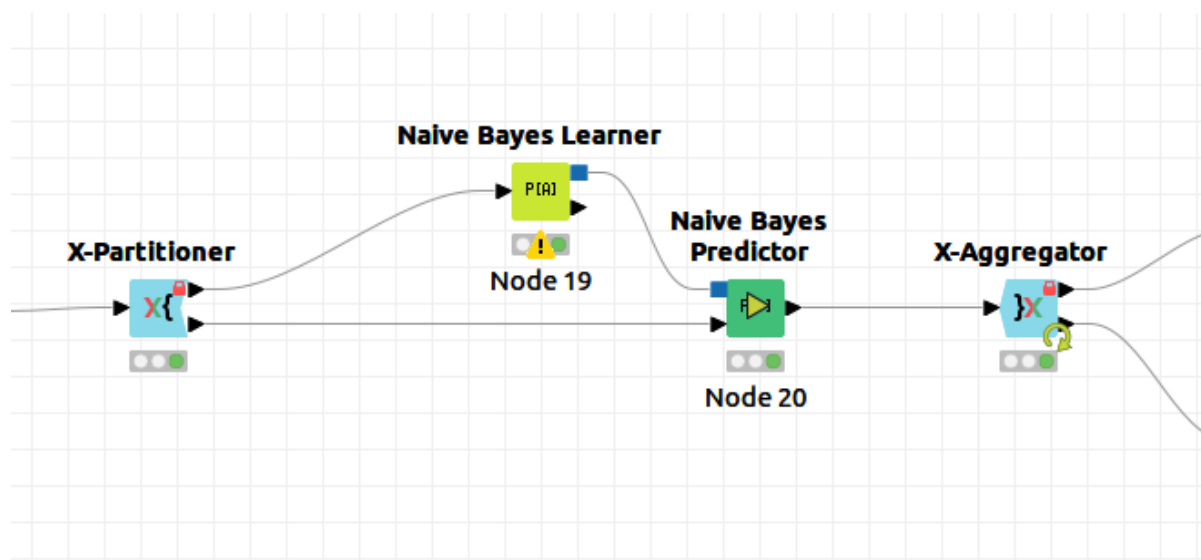 Naive Bayes Learner
P[A]
Node 19
X-Partitioner
X{
Naive Bayes
Predictor
Node 20
X-Aggregator
}X